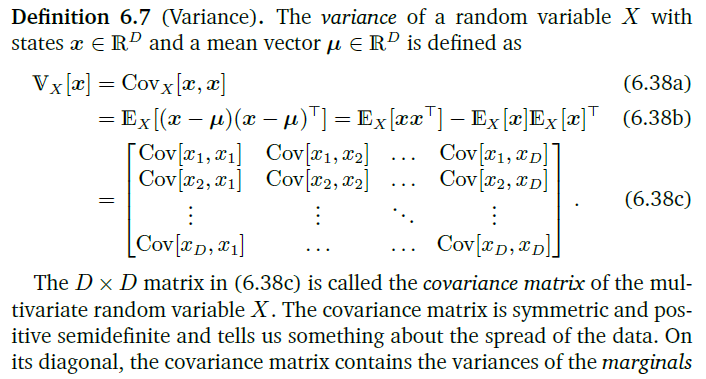 Definition 6.7 (Variance). The variance of a random variable X with
states x ∈ ℝ^D and a mean vector μ ∈ ℝ^D is defined as
𝕍_X[x] = Cov_X[x, x] (6.38a)
= 𝔼_X[(x − μ)(x − μ)^⊤] = 𝔼_X[xx^⊤] − 𝔼_X[x]𝔼_X[x]^⊤ (6.38b)
= [Cov[x_1, x_1] Cov[x_1, x_2] … Cov[x_1, x_D]
Cov[x_2, x_1] Cov[x_2, x_2] … Cov[x_2, x_D]
⋮ ⋮ ⋱ ⋮
Cov[x_D, x_1] … … Cov[x_D, x_D]] . (6.38c)
The D × D matrix in (6.38c) is called the covariance matrix of the mul-
tivariate random variable X. The covariance matrix is symmetric and pos-
itive semidefinite and tells us something about the spread of the data. On
its diagonal, the covariance matrix contains the variances of the marginals